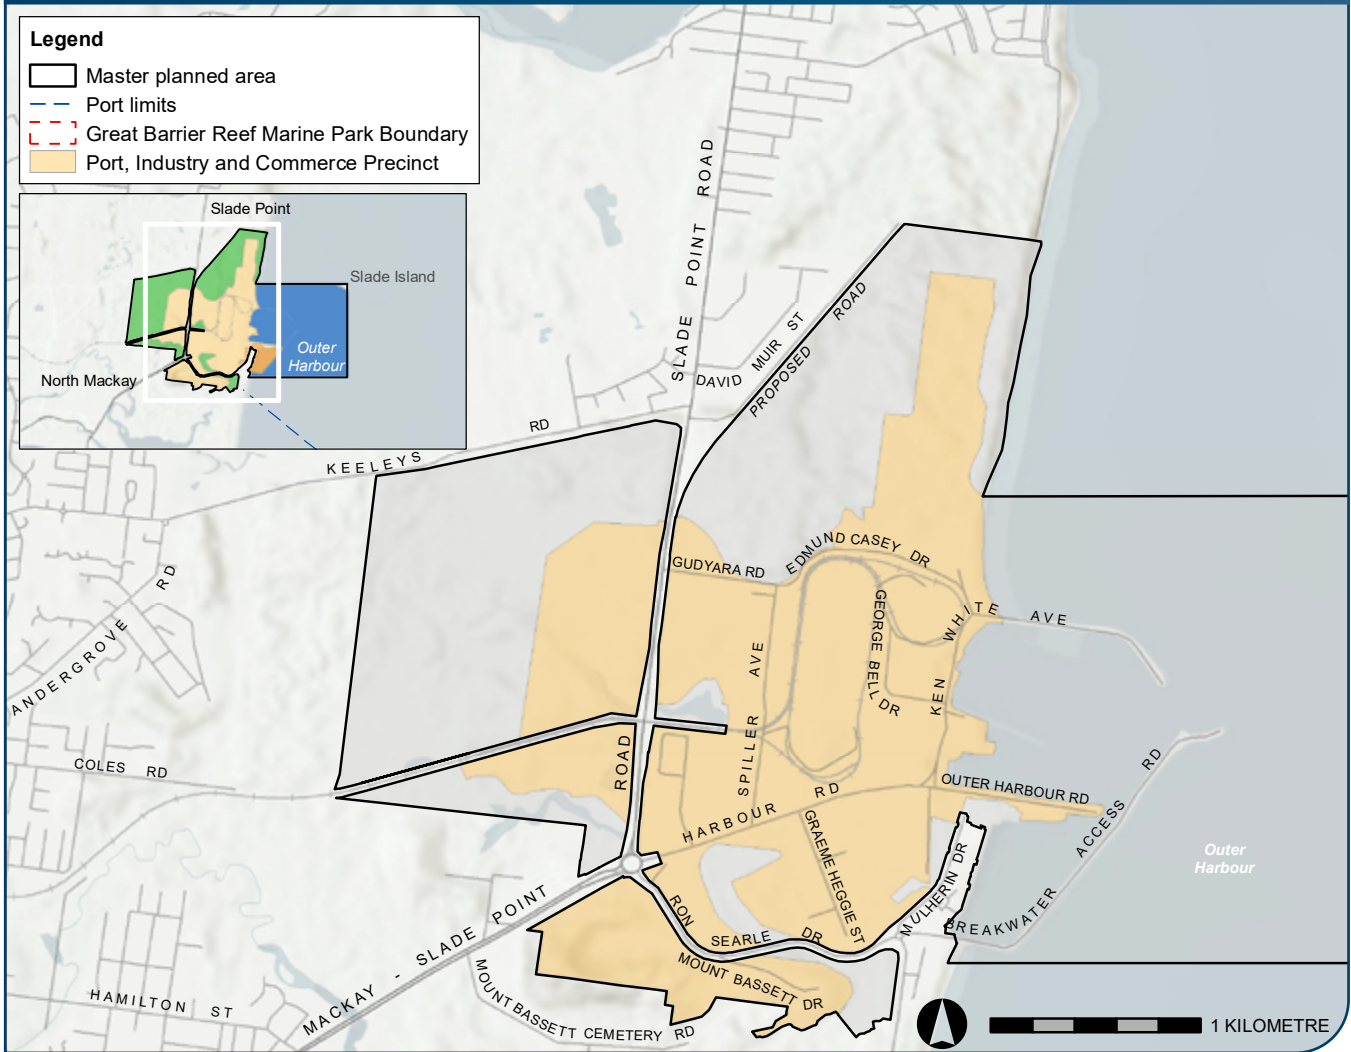 Legend
Master planned area
Port limits
Great Barrier Reef Marine Park Boundary
Port, Industry and Commerce Precinct
Slade Point
Slade Island
Outer
Harbour
North Mackay
SLADE POINT ROAD
DAVID MUIR ST
PROPOSED ROAD
KEELEYS RD
ANDERGROVE RD
COLES RD
GUDYARA RD
EDMUND CASEY DR
GEORGE BELL DR
KEN WHITE AVE
SPILLER AVE
ROAD
HARBOUR RD
OUTER HARBOUR RD
GRAEME HEGGIE ST
MULHERIN DR
BREAKWATER ACCESS RD
Outer
Harbour
RON SEARLE DR
MOUNT BASSETT DR
MACKAY - SLADE POINT
MOUNT BASSETT CEMETERY RD
HAMILTON ST
1 KILOMETRE